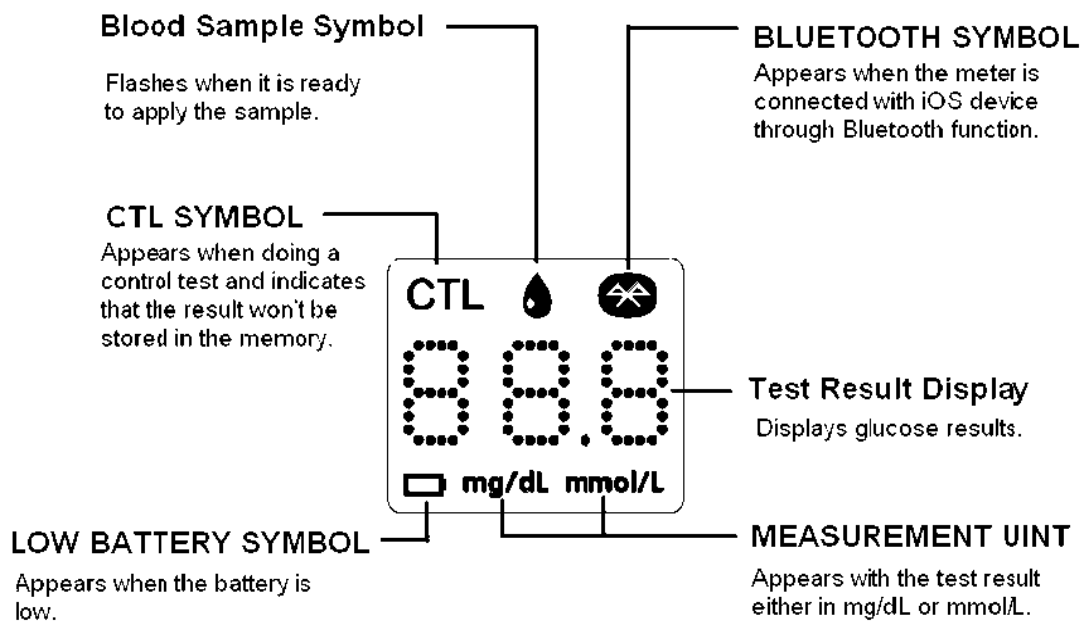 Blood Sample Symbol
Flashes when it is ready
to apply the sample.
BLUETOOTH SYMBOL
Appears when the meter is
connected with iOS device
through Bluetooth function.
CTL SYMBOL
Appears when doing a
control test and indicates
that the result won't be
stored in the memory.
CTL
88.8
mg/dL mmol/L
Test Result Display
Displays glucose results.
LOW BATTERY SYMBOL
Appears when the battery is
low.
MEASUREMENT UINT
Appears with the test result
either in mg/dL or mmol/L.